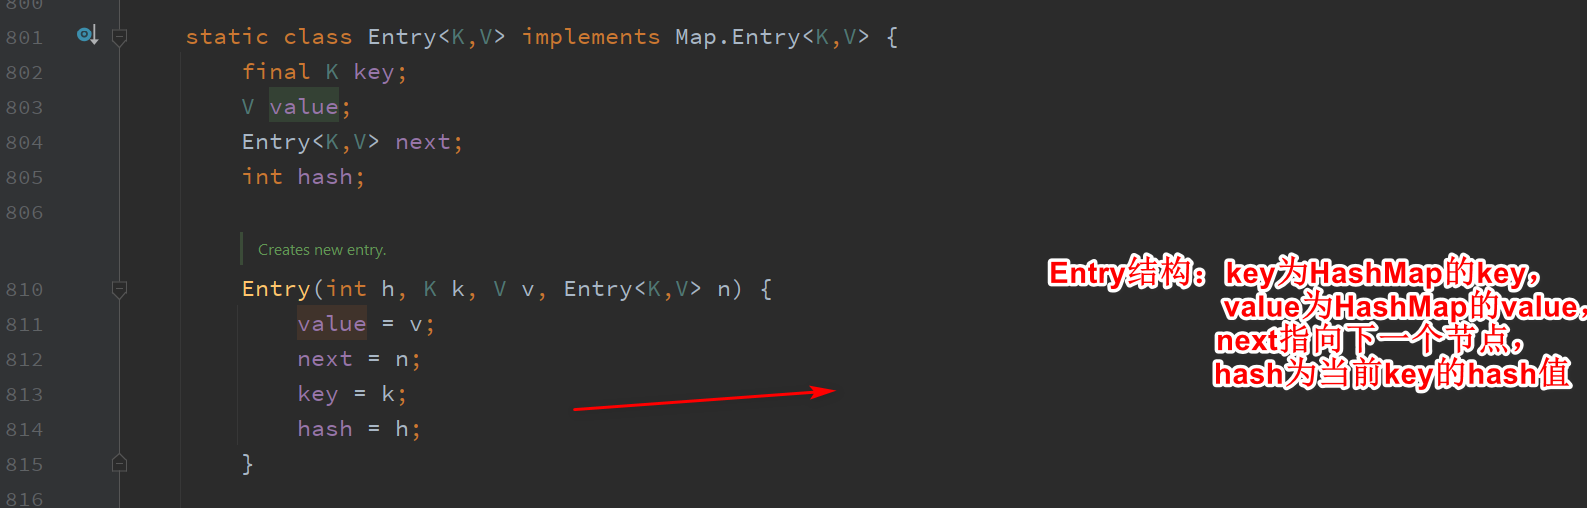 800
801 static class Entry<K,V> implements Map.Entry<K,V> {
802 final K key;
803 V value;
804 Entry<K,V> next;
805 int hash;
806
Creates new entry.
810 Entry(int h, K k, V v, Entry<K,V> n) {
811 value = v;
812 next = n;
813 key = k;
814 hash = h;
815 }
816
Entry结构：key为HashMap的key，
value为HashMap的value，
next指向下一个节点，
hash为当前key的hash值